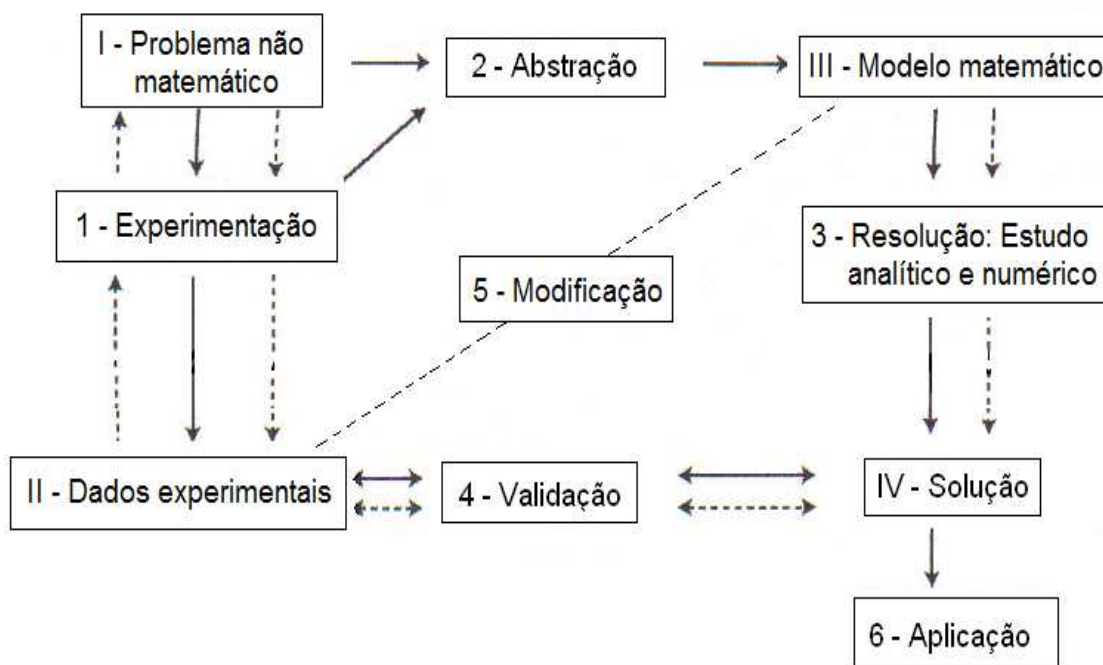 I - Problema não
matemático
2 - Abstração
III - Modelo matemático
1 - Experimentação
3 - Resolução: Estudo
analítico e numérico
5 - Modificação
II - Dados experimentais
4 - Validação
IV - Solução
6 - Aplicação